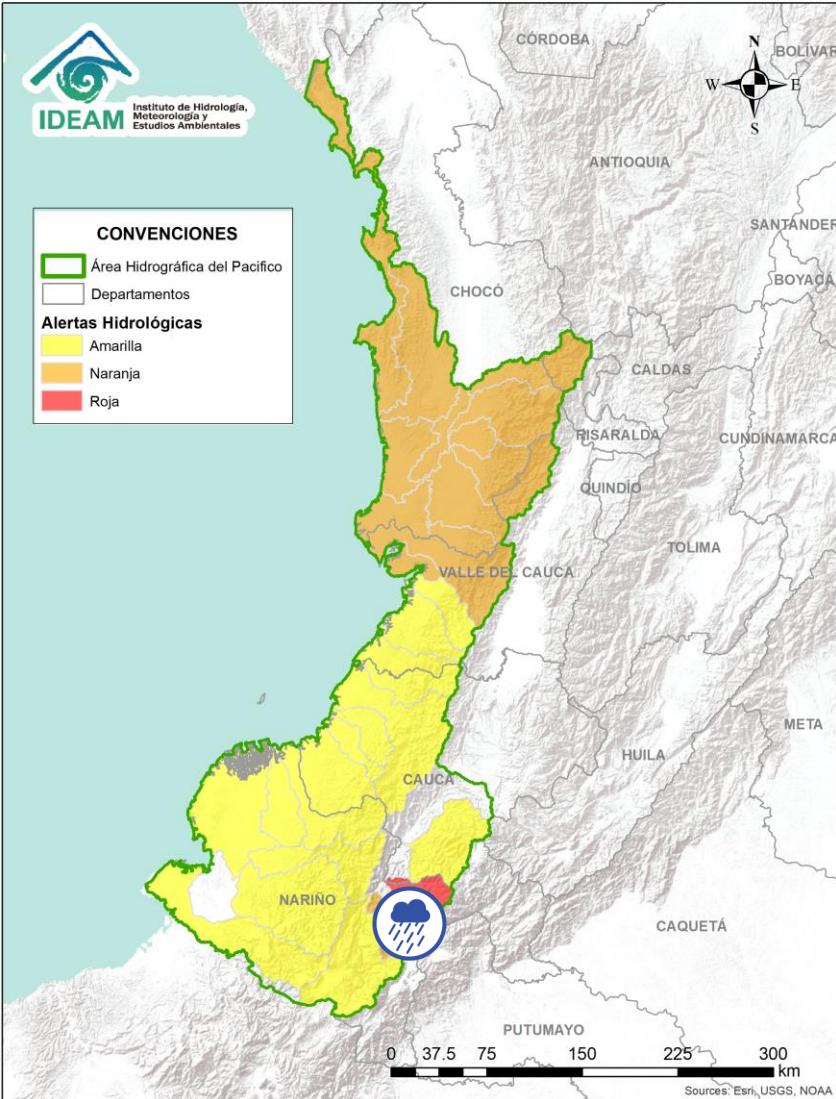 IDEAM
Instituto de Hidrología,
Meteorología y
Estudios Ambientales
N
W
E
S
CÓRDOBA
BOLÍVAR
ANTIOQUIA
SANTANDER
BOYACÁ
CHOCÓ
CALDAS
RISARALDA
CUNDINAMARCA
QUINDÍO
TOLIMA
VALLE DEL CAUCA
META
HUILA
CAUCA
NARIÑO
CAQUETÁ
PUTUMAYO
CONVENCIONES
Área Hidrográfica del Pacifico
Departamentos
Alertas Hidrológicas
Amarilla
Naranja
Roja
0 37.5 75 150 225 300
km
Sources: Esri, USGS, NOAA